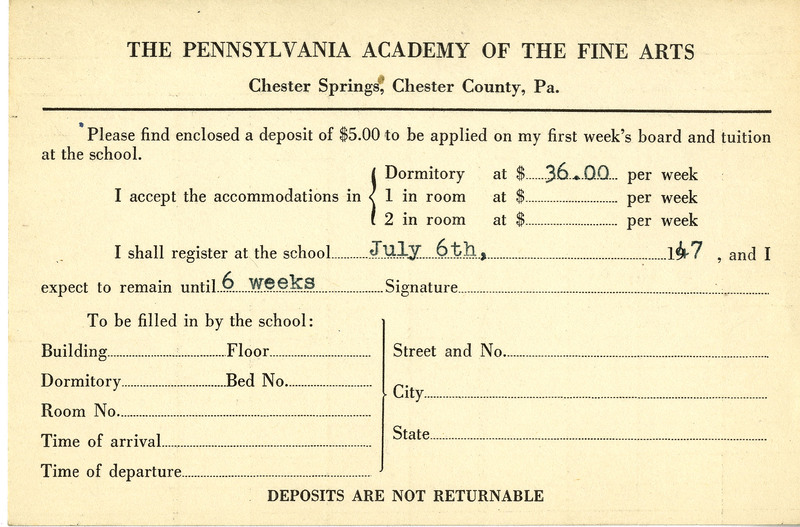 THE PENNSYLVANIA ACADEMY OF THE FINE ARTS
Chester Springs, Chester County, Pa.
Please find enclosed a deposit of $5.00 to be applied on my first week's board and tuition
at the school.
I accept the accommodations in { Dormitory at $ 36.00 per week
1 in room at $ per week
2 in room at $ per week
I shall register at the school July 6th, 147 , and I
expect to remain until 6 weeks Signature
To be filled in by the school:
Building Floor
Dormitory Bed No.
Room No.
Time of arrival
Time of departure
Street and No.
City
State
DEPOSITS ARE NOT RETURNABLE